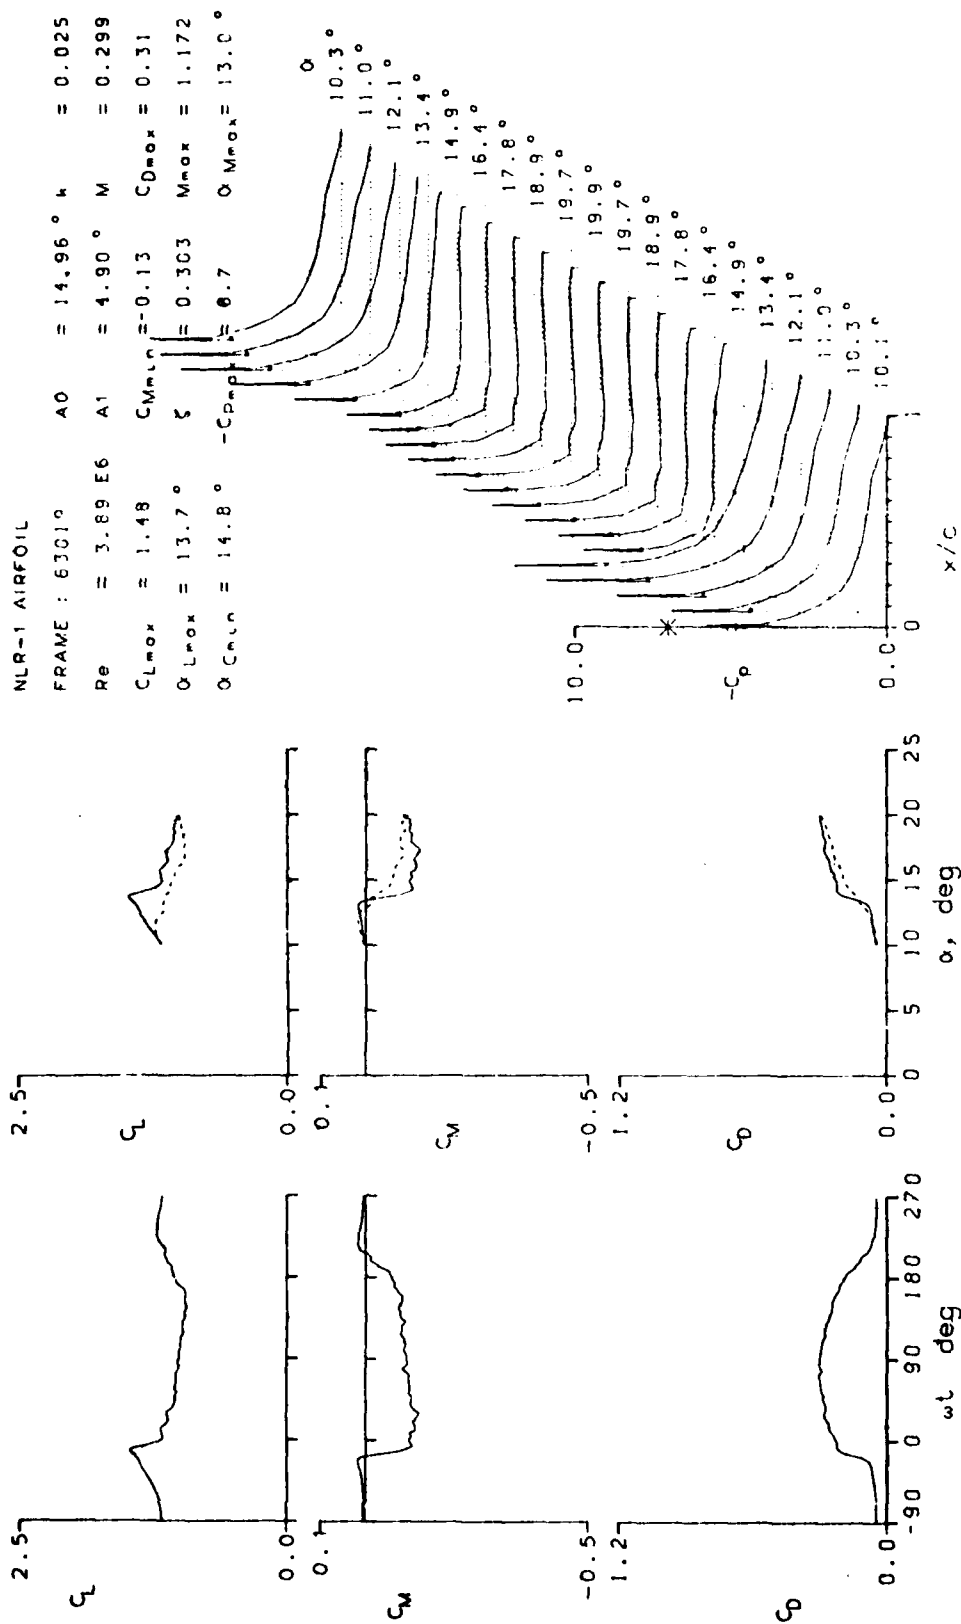 NLR-1 AIRFOIL
FRAME : 63019 A0 = 14.96° k = 0.025
Re = 3.89 E6 A1 = 4.90° M = 0.299
CLmax = 1.48 CMmin = -0.13 CDmax = 0.31
αLmax = 13.7° ζ = 0.303 Mmax = 1.172
αCmin = 14.8° -Cpmax = 8.7 αMmax = 13.0°
2.5
CL
0.0
0.1
CM
-0.5
1.2
CD
0.0
-90 0 90 180 270
ωt deg
2.5
CL
0.0
0.1
CM
-0.5
1.2
CD
0.0
0 5 10 15 20 25
α, deg
α
10.3°
11.0°
12.1°
13.4°
14.9°
16.4°
17.8°
18.9°
19.7°
19.9°
19.7°
18.9°
17.8°
16.4°
14.9°
13.4°
12.1°
11.0°
10.3°
10.1°
10.0
-Cp
0.0
0 1
x/c